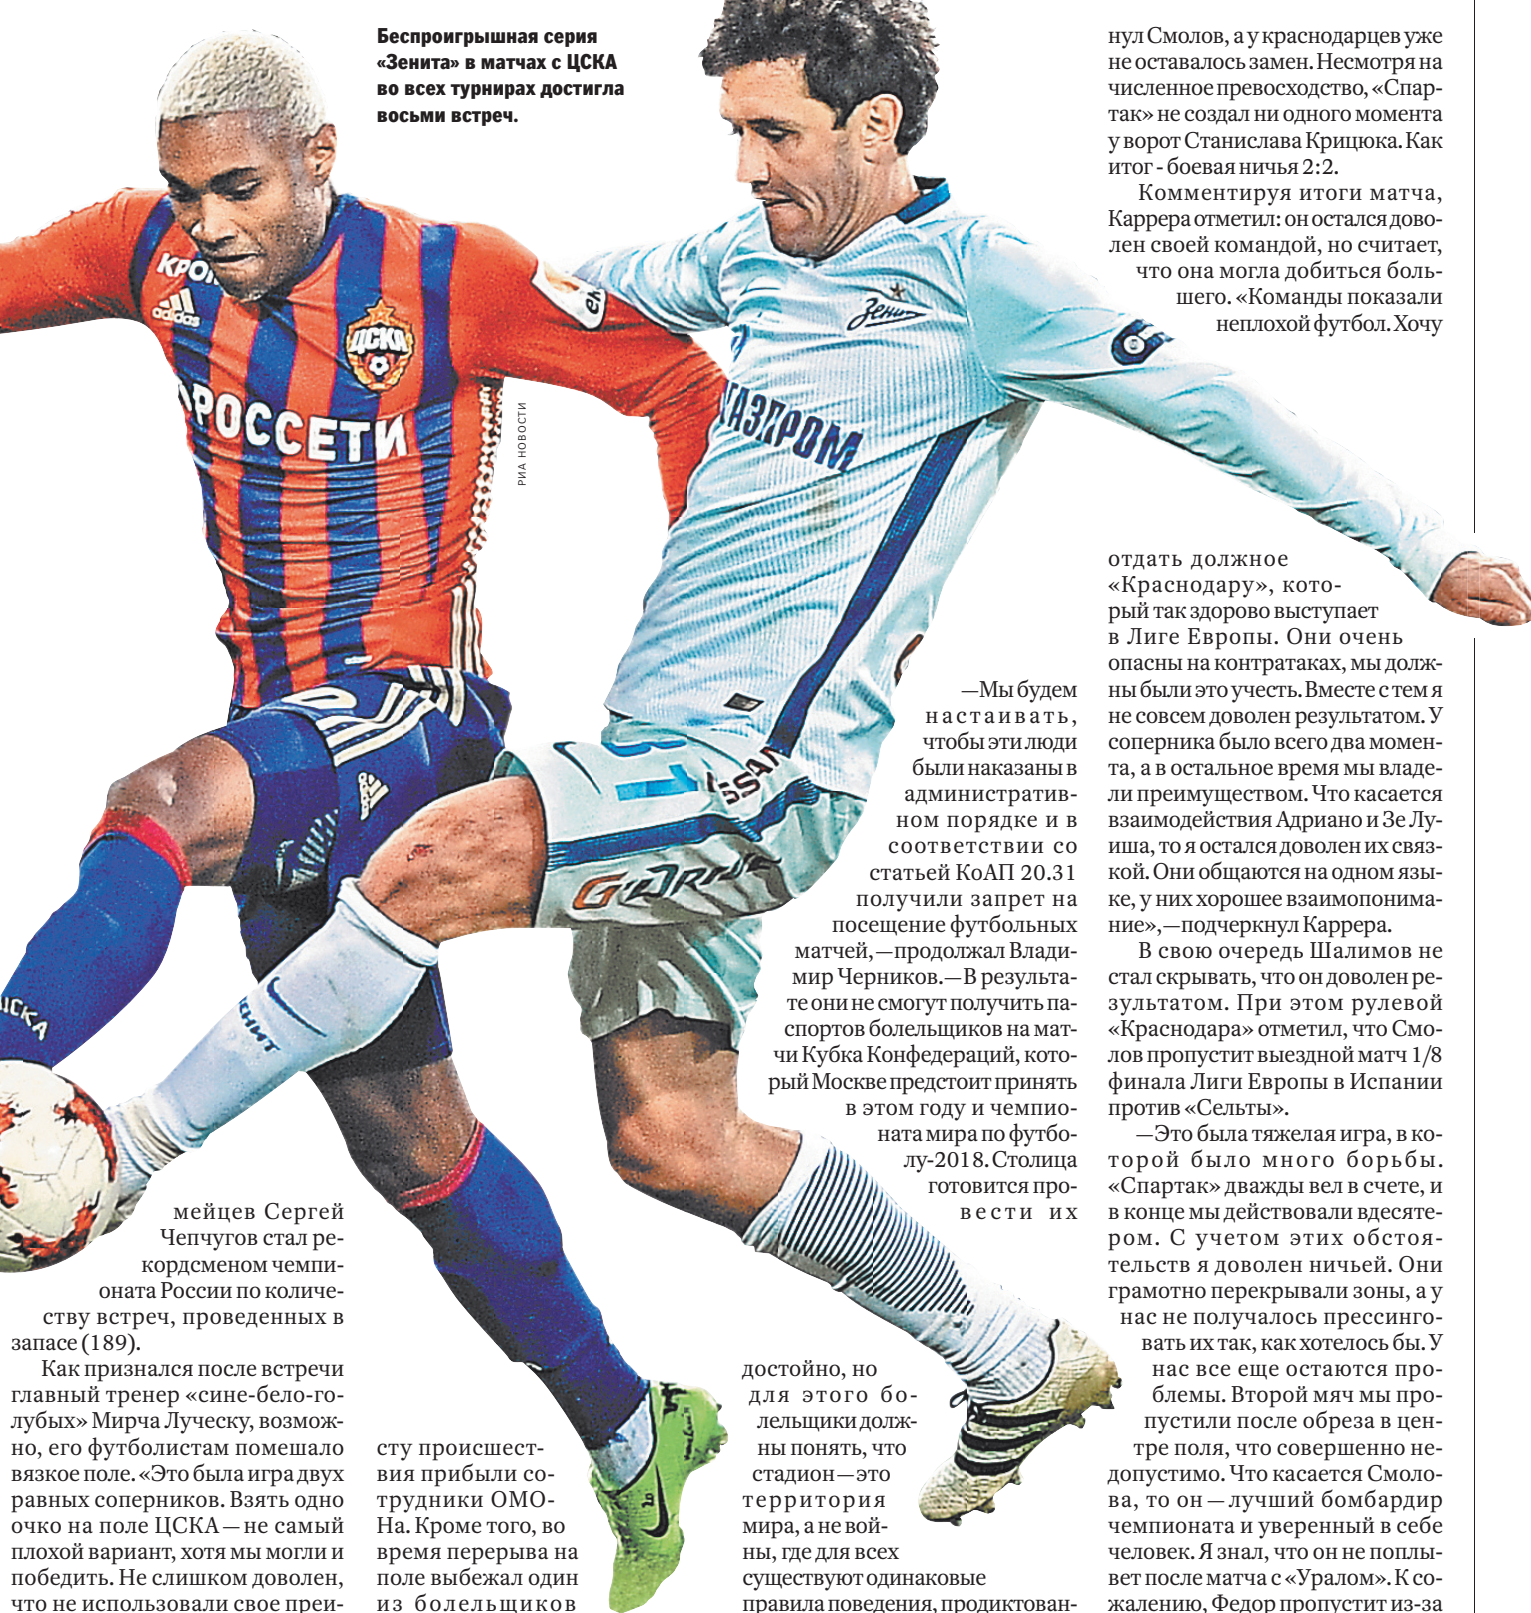 Беспроигрышная серия
«Зенита» в матчах с ЦСКА
во всех турнирах достигла
восьми встреч.
РИА НОВОСТИ
КРО
adidas
ЦСКА
РОССЕТИ
Зенит
ГАЗПРОМ
ЦСКА
мейцев Сергей
Чепчугов стал ре-
кордсменом чемпи-
оната России по количе-
ству встреч, проведенных в
запасе (189).
Как признался после встречи
главный тренер «сине-бело-го-
лубых» Мирча Луческу, возмож-
но, его футболистам помешало
вязкое поле. «Это была игра двух
равных соперников. Взять одно
очко на поле ЦСКА — не самый
плохой вариант, хотя мы могли и
победить. Не слишком доволен,
что не использовали свое преи-
сту происшест-
вия прибыли со-
трудники ОМО-
На. Кроме того, во
время перерыва на
поле выбежал один
из болельщиков
—Мы будем
настаивать,
чтобы эти люди
были наказаны в
административ-
ном порядке и в
соответствии со
статьей КоАП 20.31
получили запрет на
посещение футбольных
матчей, — продолжал Влади-
мир Черников. — В результа-
те они не смогут получить па-
спортов болельщиков на мат-
чи Кубка Конфедераций, кото-
рый Москве предстоит принять
в этом году и чемпио-
ната мира по футбо-
лу-2018. Столица
готовится про-
вести их
достойно, но
для этого бо-
лельщики долж-
ны понять, что
стадион — это
территория
мира, а не вой-
ны, где для всех
существуют одинаковые
правила поведения, продиктован-
нул Смолов, а у краснодарцев уже
не оставалось замен. Несмотря на
численное превосходство, «Спар-
так» не создал ни одного момента
у ворот Станислава Крицюка. Как
итог - боевая ничья 2:2.
Комментируя итоги матча,
Каррера отметил: он остался дово-
лен своей командой, но считает,
что она могла добиться боль-
шего. «Команды показали
неплохой футбол. Хочу
отдать должное
«Краснодару», кото-
рый так здорово выступает
в Лиге Европы. Они очень
опасны на контратаках, мы долж-
ны были это учесть. Вместе с тем я
не совсем доволен результатом. У
соперника было всего два момен-
та, а в остальное время мы владе-
ли преимуществом. Что касается
взаимодействия Адриано и Зе Лу-
иша, то я остался доволен их связ-
кой. Они общаются на одном язы-
ке, у них хорошее взаимопонима-
ние», — подчеркнул Каррера.
В свою очередь Шалимов не
стал скрывать, что он доволен ре-
зультатом. При этом рулевой
«Краснодара» отметил, что Смо-
лов пропустит выездной матч 1/8
финала Лиги Европы в Испании
против «Сельты».
—Это была тяжелая игра, в ко-
торой было много борьбы.
«Спартак» дважды вел в счете, и
в конце мы действовали вдесяте-
ром. С учетом этих обстоя-
тельств я доволен ничьей. Они
грамотно перекрывали зоны, а у
нас не получалось прессинго-
вать их так, как хотелось бы. У
нас все еще остаются про-
блемы. Второй мяч мы про-
пустили после обреза в цен-
тре поля, что совершенно не-
допустимо. Что касается Смоло-
ва, то он — лучший бомбардир
чемпионата и уверенный в себе
человек. Я знал, что он не поплы-
вет после матча с «Уралом». К со-
жалению, Федор пропустит из-за